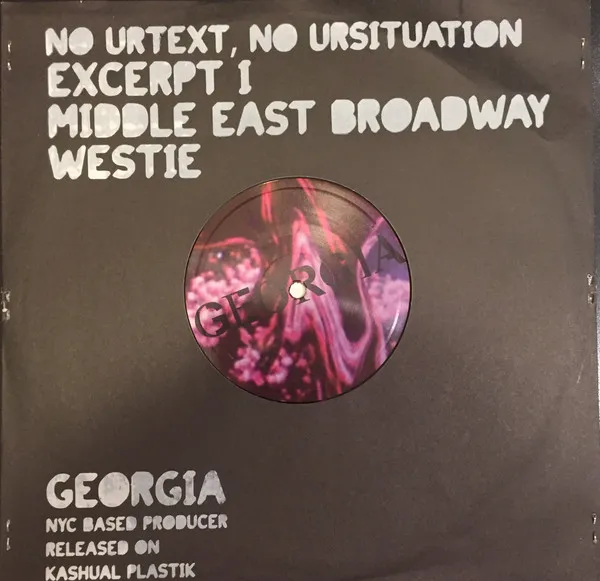 NO URTEXT, NO URSITUATION
EXCERPT I
MIDDLE EAST BROADWAY
WESTIE
GEORGIA
GEORGIA
NYC BASED PRODUCER
RELEASED ON
KASHUAL PLASTIK